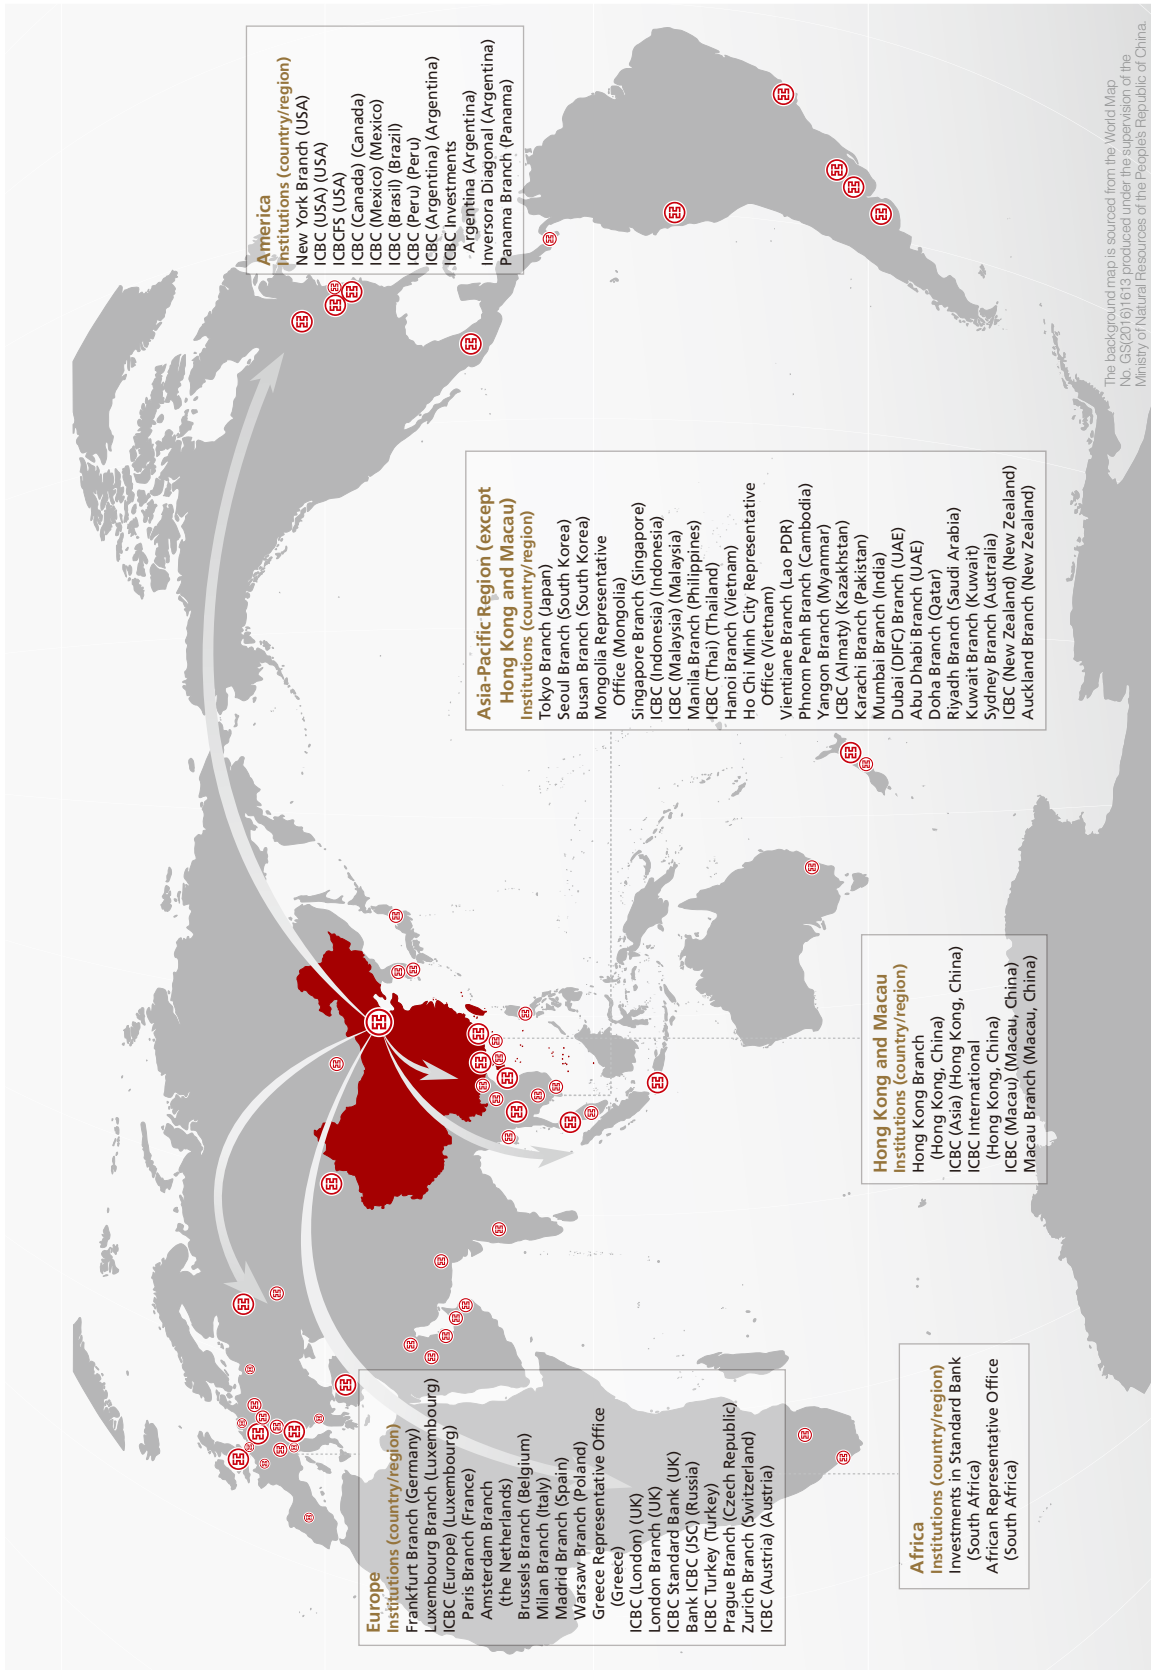 Europe
Institutions (country/region)
Frankfurt Branch (Germany)
Luxembourg Branch (Luxembourg)
ICBC (Europe) (Luxembourg)
Paris Branch (France)
Amsterdam Branch
(the Netherlands)
Brussels Branch (Belgium)
Milan Branch (Italy)
Madrid Branch (Spain)
Warsaw Branch (Poland)
Greece Representative Office
(Greece)
ICBC (London) (UK)
London Branch (UK)
ICBC Standard Bank (UK)
Bank ICBC (JSC) (Russia)
ICBC Turkey (Turkey)
Prague Branch (Czech Republic)
Zurich Branch (Switzerland)
ICBC (Austria) (Austria)
Africa
Institutions (country/region)
Investments in Standard Bank
(South Africa)
African Representative Office
(South Africa)
Hong Kong and Macau
Institutions (country/region)
Hong Kong Branch
(Hong Kong, China)
ICBC (Asia) (Hong Kong, China)
ICBC International
(Hong Kong, China)
ICBC (Macau) (Macau, China)
Macau Branch (Macau, China)
Asia-Pacific Region (except
Hong Kong and Macau)
Institutions (country/region)
Tokyo Branch (Japan)
Seoul Branch (South Korea)
Busan Branch (South Korea)
Mongolia Representative
Office (Mongolia)
Singapore Branch (Singapore)
ICBC (Indonesia) (Indonesia)
ICBC (Malaysia) (Malaysia)
Manila Branch (Philippines)
ICBC (Thai) (Thailand)
Hanoi Branch (Vietnam)
Ho Chi Minh City Representative
Office (Vietnam)
Vientiane Branch (Lao PDR)
Phnom Penh Branch (Cambodia)
Yangon Branch (Myanmar)
ICBC (Almaty) (Kazakhstan)
Karachi Branch (Pakistan)
Mumbai Branch (India)
Dubai (DIFC) Branch (UAE)
Abu Dhabi Branch (UAE)
Doha Branch (Qatar)
Riyadh Branch (Saudi Arabia)
Kuwait Branch (Kuwait)
Sydney Branch (Australia)
ICBC (New Zealand) (New Zealand)
Auckland Branch (New Zealand)
America
Institutions (country/region)
New York Branch (USA)
ICBC (USA) (USA)
ICBCFS (USA)
ICBC (Canada) (Canada)
ICBC (Mexico) (Mexico)
ICBC (Brasil) (Brazil)
ICBC (Peru) (Peru)
ICBC (Argentina) (Argentina)
ICBC Investments
Argentina (Argentina)
Inversora Diagonal (Argentina)
Panama Branch (Panama)
The background map is sourced from the World Map
No. GS(2016)1613 produced under the supervision of the
Ministry of Natural Resources of the People's Republic of China.